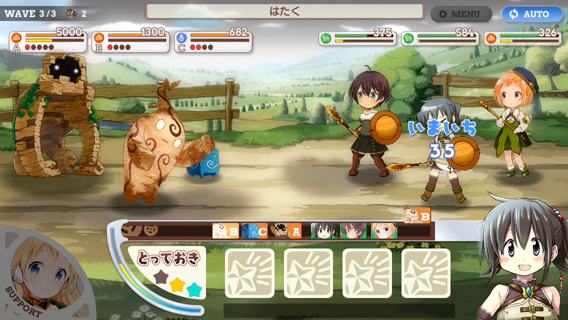 WAVE 3/3
2
はたく
MENU
AUTO
5000
A
1300
B
682
C
375
584
326
いまいち
35
B
B
C
A
とっておき
SUPPORT